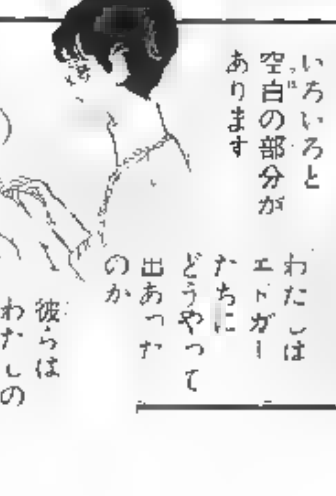 いろいろと
空白の部分が
あります
わたしは
エドガー
たちに
どうやって
出あった
のか
彼らは
わたしの